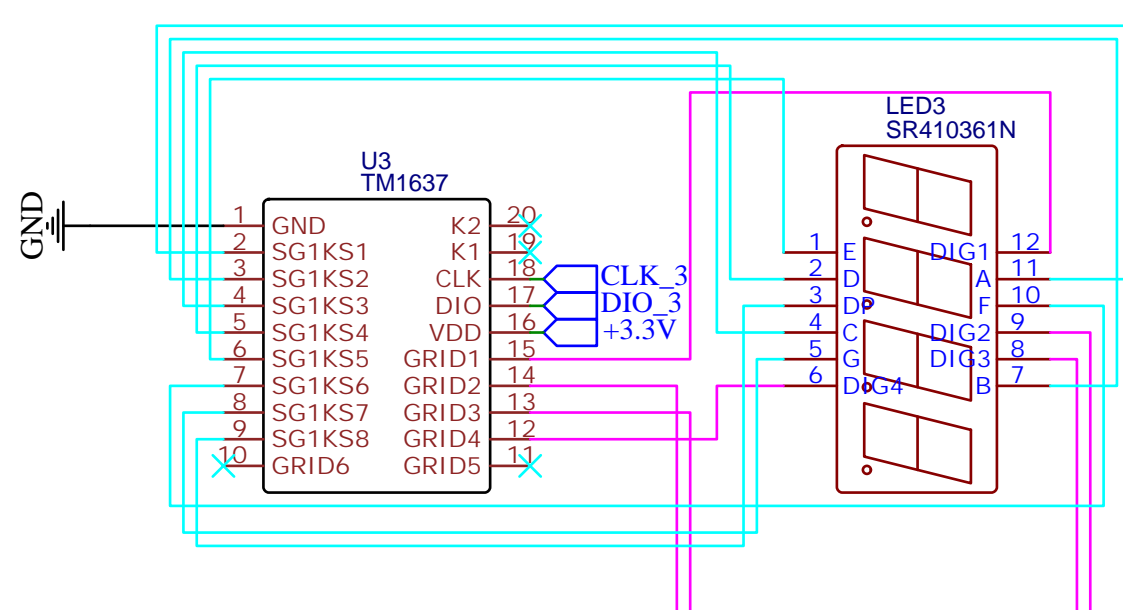 LED3
SR410361N
U3
TM1637
GND
1 GND K2 20
2 SG1KS1 K1 19
3 SG1KS2 CLK 18 CLK_3
4 SG1KS3 DIO 17 DIO_3
5 SG1KS4 VDD 16 +3.3V
6 SG1KS5 GRID1 15
7 SG1KS6 GRID2 14
8 SG1KS7 GRID3 13
9 SG1KS8 GRID4 12
10 GRID6 GRID5 11
1 E DIG1 12
2 D A 11
3 DP F 10
4 C DIG2 9
5 G DIG3 8
6 DIG4 B 7